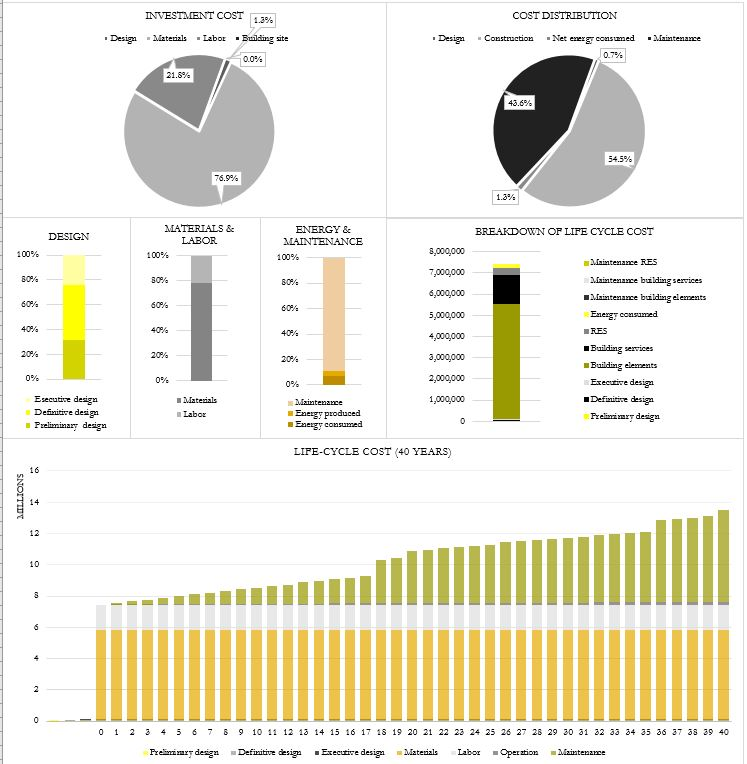 INVESTMENT COST
Design Materials Labor Building site
1.3%
0.0%
21.8%
76.9%
COST DISTRIBUTION
Design Construction Net energy consumed Maintenance
0.7%
43.6%
54.5%
1.3%
DESIGN
100%
80%
60%
40%
20%
0%
Esecutive design
Definitive design
Preliminary design
MATERIALS &
LABOR
100%
80%
60%
40%
20%
0%
Materials
Labor
ENERGY &
MAINTENANCE
100%
80%
60%
40%
20%
0%
Maintenance
Energy produced
Energy consumed
BREAKDOWN OF LIFE CYCLE COST
8,000,000
7,000,000
6,000,000
5,000,000
4,000,000
3,000,000
2,000,000
1,000,000
0
Maintenance RES
Maintenance building services
Maintenance building elements
Energy consumed
RES
Building services
Building elements
Executive design
Definitive design
Preliminary design
LIFE-CYCLE COST (40 YEARS)
MILLIONS
16
14
12
10
8
6
4
2
0
0 1 2 3 4 5 6 7 8 9 10 11 12 13 14 15 16 17 18 19 20 21 22 23 24 25 26 27 28 29 30 31 32 33 34 35 36 37 38 39 40
Preliminary design Definitive design Executive design Materials Labor Operation Maintenance